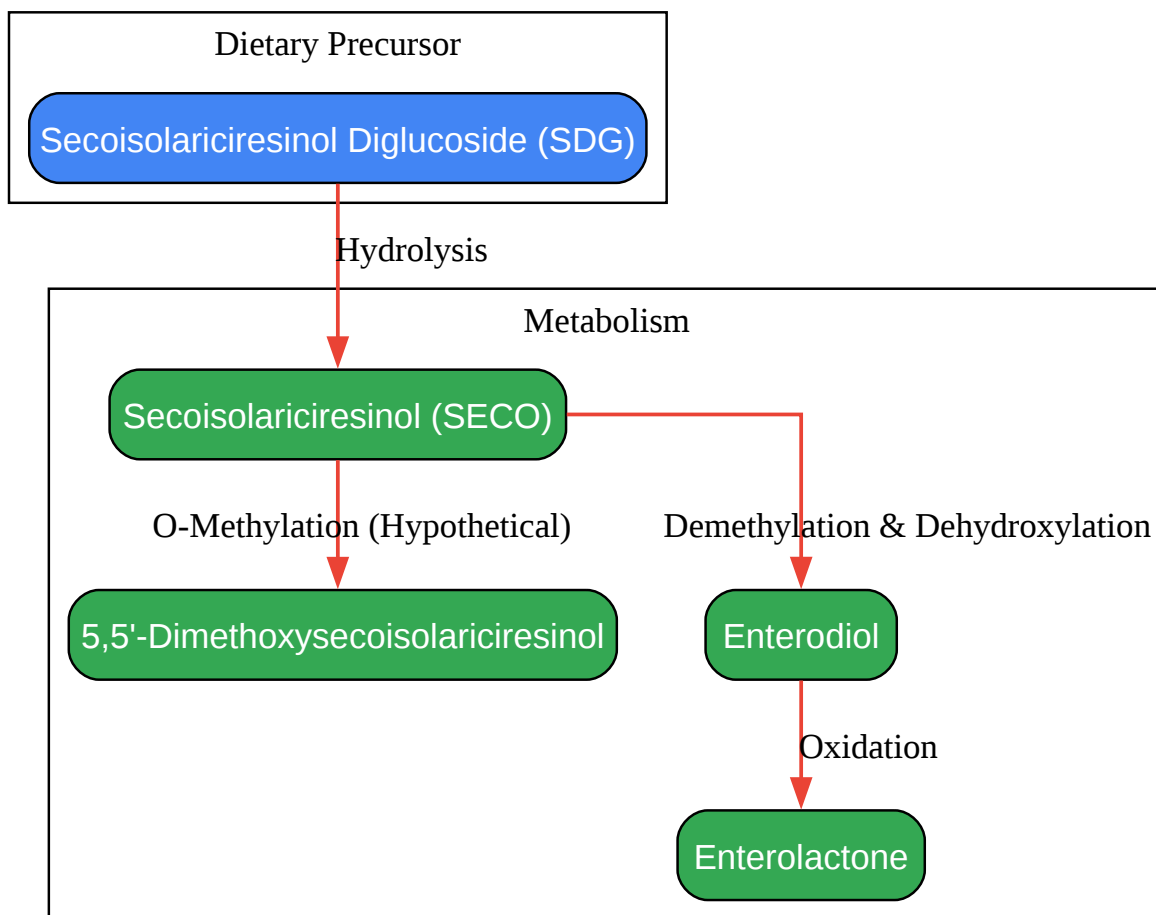 Dietary Precursor
Secoisolariciresinol Diglucoside (SDG)
Hydrolysis
Metabolism
Secoisolariciresinol (SECO)
O-Methylation (Hypothetical)
Demethylation & Dehydroxylation
5,5'-Dimethoxysecoisolariciresinol
Enterodiol
Oxidation
Enterolactone